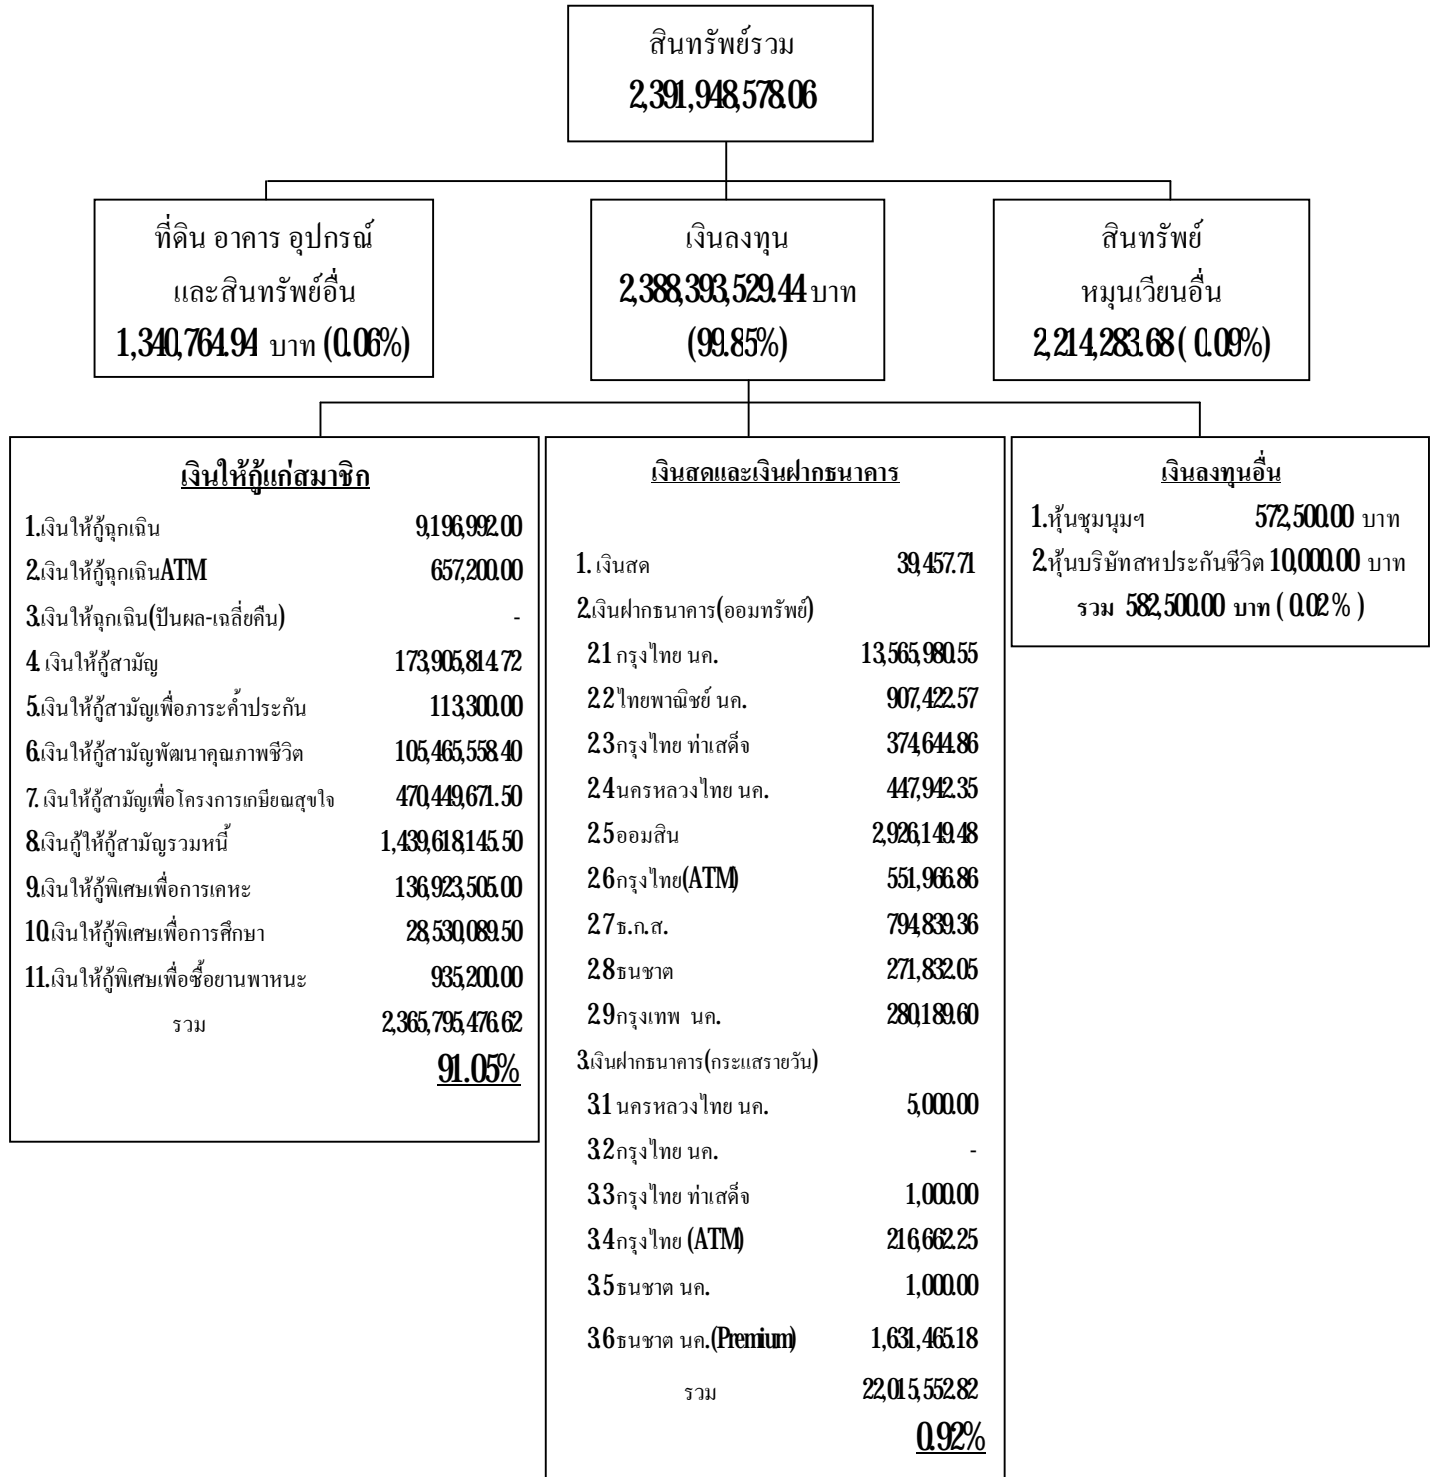 สินทรัพย์รวม
2,391,948,578.06
ที่ดิน อาคาร อุปกรณ์
และสินทรัพย์อื่น
1,340,764.94 บาท (0.06%)
เงินลงทุน
2,388,393,529.44 บาท
(99.85%)
สินทรัพย์
หมุนเวียนอื่น
2,214,283.68 ( 0.09%)
เงินให้กู้แก่สมาชิก
1.เงินให้กู้ฉุกเฉิน 9,196,992.00
2.เงินให้กู้ฉุกเฉินATM 657,200.00
3.เงินให้ฉุกเฉิน(ปันผล-เฉลี่ยคืน) -
4. เงินให้กู้สามัญ 173,905,814.72
5.เงินให้กู้สามัญเพื่อภาระค้ำประกัน 113,300.00
6.เงินให้กู้สามัญพัฒนาคุณภาพชีวิต 105,465,558.40
7. เงินให้กู้สามัญเพื่อโครงการเกษียณสุขใจ 470,449,671.50
8.เงินกู้ให้กู้สามัญรวมหนี้ 1,439,618,145.50
9.เงินให้กู้พิเศษเพื่อการเคหะ 136,923,505.00
10.เงินให้กู้พิเศษเพื่อการศึกษา 28,530,089.50
11.เงินให้กู้พิเศษเพื่อซื้อยานพาหนะ 935,200.00
รวม 2,365,795,476.62
91.05%
เงินสดและเงินฝากธนาคาร
1. เงินสด 39,457.71
2.เงินฝากธนาคาร(ออมทรัพย์)
2.1 กรุงไทย นค. 13,565,980.55
2.2 ไทยพาณิชย์ นค. 907,422.57
2.3 กรุงไทย ท่าเสด็จ 374,644.86
2.4 นครหลวงไทย นค. 447,942.35
2.5 ออมสิน 2,926,149.48
2.6 กรุงไทย(ATM) 551,966.86
2.7 ธ.ก.ส. 794,839.36
2.8 ธนชาต 271,832.05
2.9 กรุงเทพ นค. 280,189.60
3.เงินฝากธนาคาร(กระแสรายวัน)
3.1 นครหลวงไทย นค. 5,000.00
3.2 กรุงไทย นค. -
3.3 กรุงไทย ท่าเสด็จ 1,000.00
3.4 กรุงไทย (ATM) 216,662.25
3.5 ธนชาต นค. 1,000.00
3.6 ธนชาต นค.(Premium) 1,631,465.18
รวม 22,015,552.82
0.92%
เงินลงทุนอื่น
1.หุ้นชุมนุมฯ 572,500.00 บาท
2.หุ้นบริษัทสหประกันชีวิต 10,000.00 บาท
รวม 582,500.00 บาท ( 0.02 % )